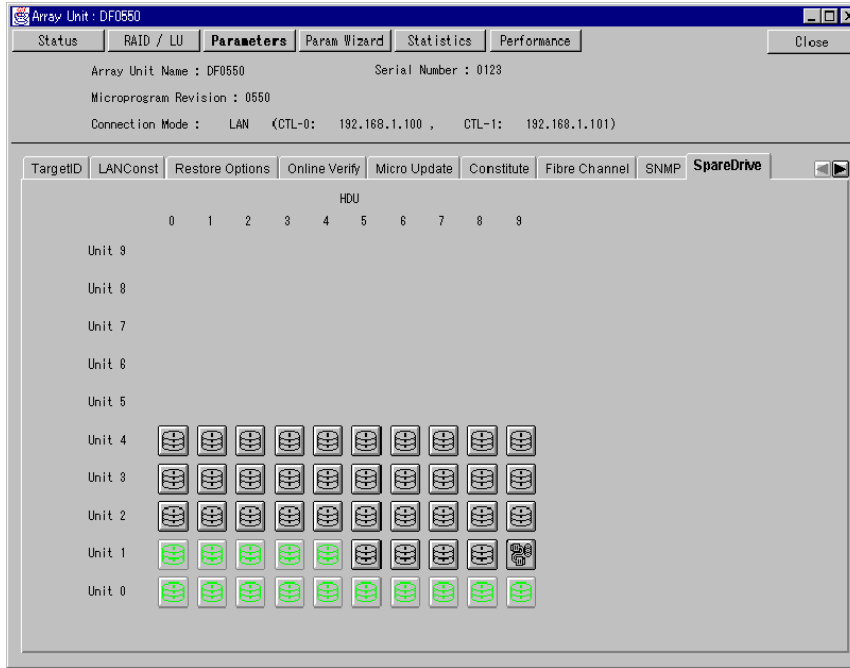 Array Unit : DF0550
Status RAID / LU Parameters Param Wizard Statistics Performance Close
Array Unit Name : DF0550 Serial Number : 0123
Microprogram Revision : 0550
Connection Mode : LAN (CTL-0: 192.168.1.100 , CTL-1: 192.168.1.101)
TargetID LANConst Restore Options Online Verify Micro Update Constitute Fibre Channel SNMP SpareDrive
HDU
0 1 2 3 4 5 6 7 8 9
Unit 9
Unit 8
Unit 7
Unit 6
Unit 5
Unit 4
Unit 3
Unit 2
Unit 1
Unit 0